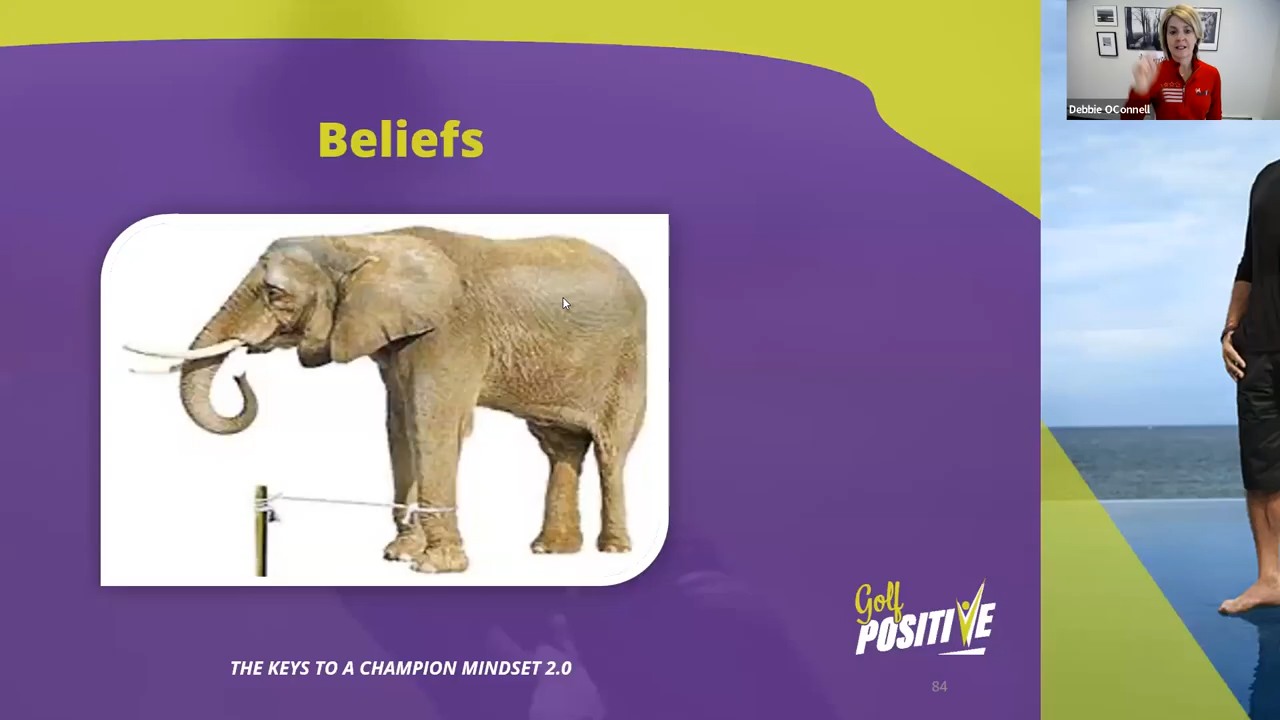 Beliefs
Debbie OConnell
Golf
POSITIVE
THE KEYS TO A CHAMPION MINDSET 2.0
84